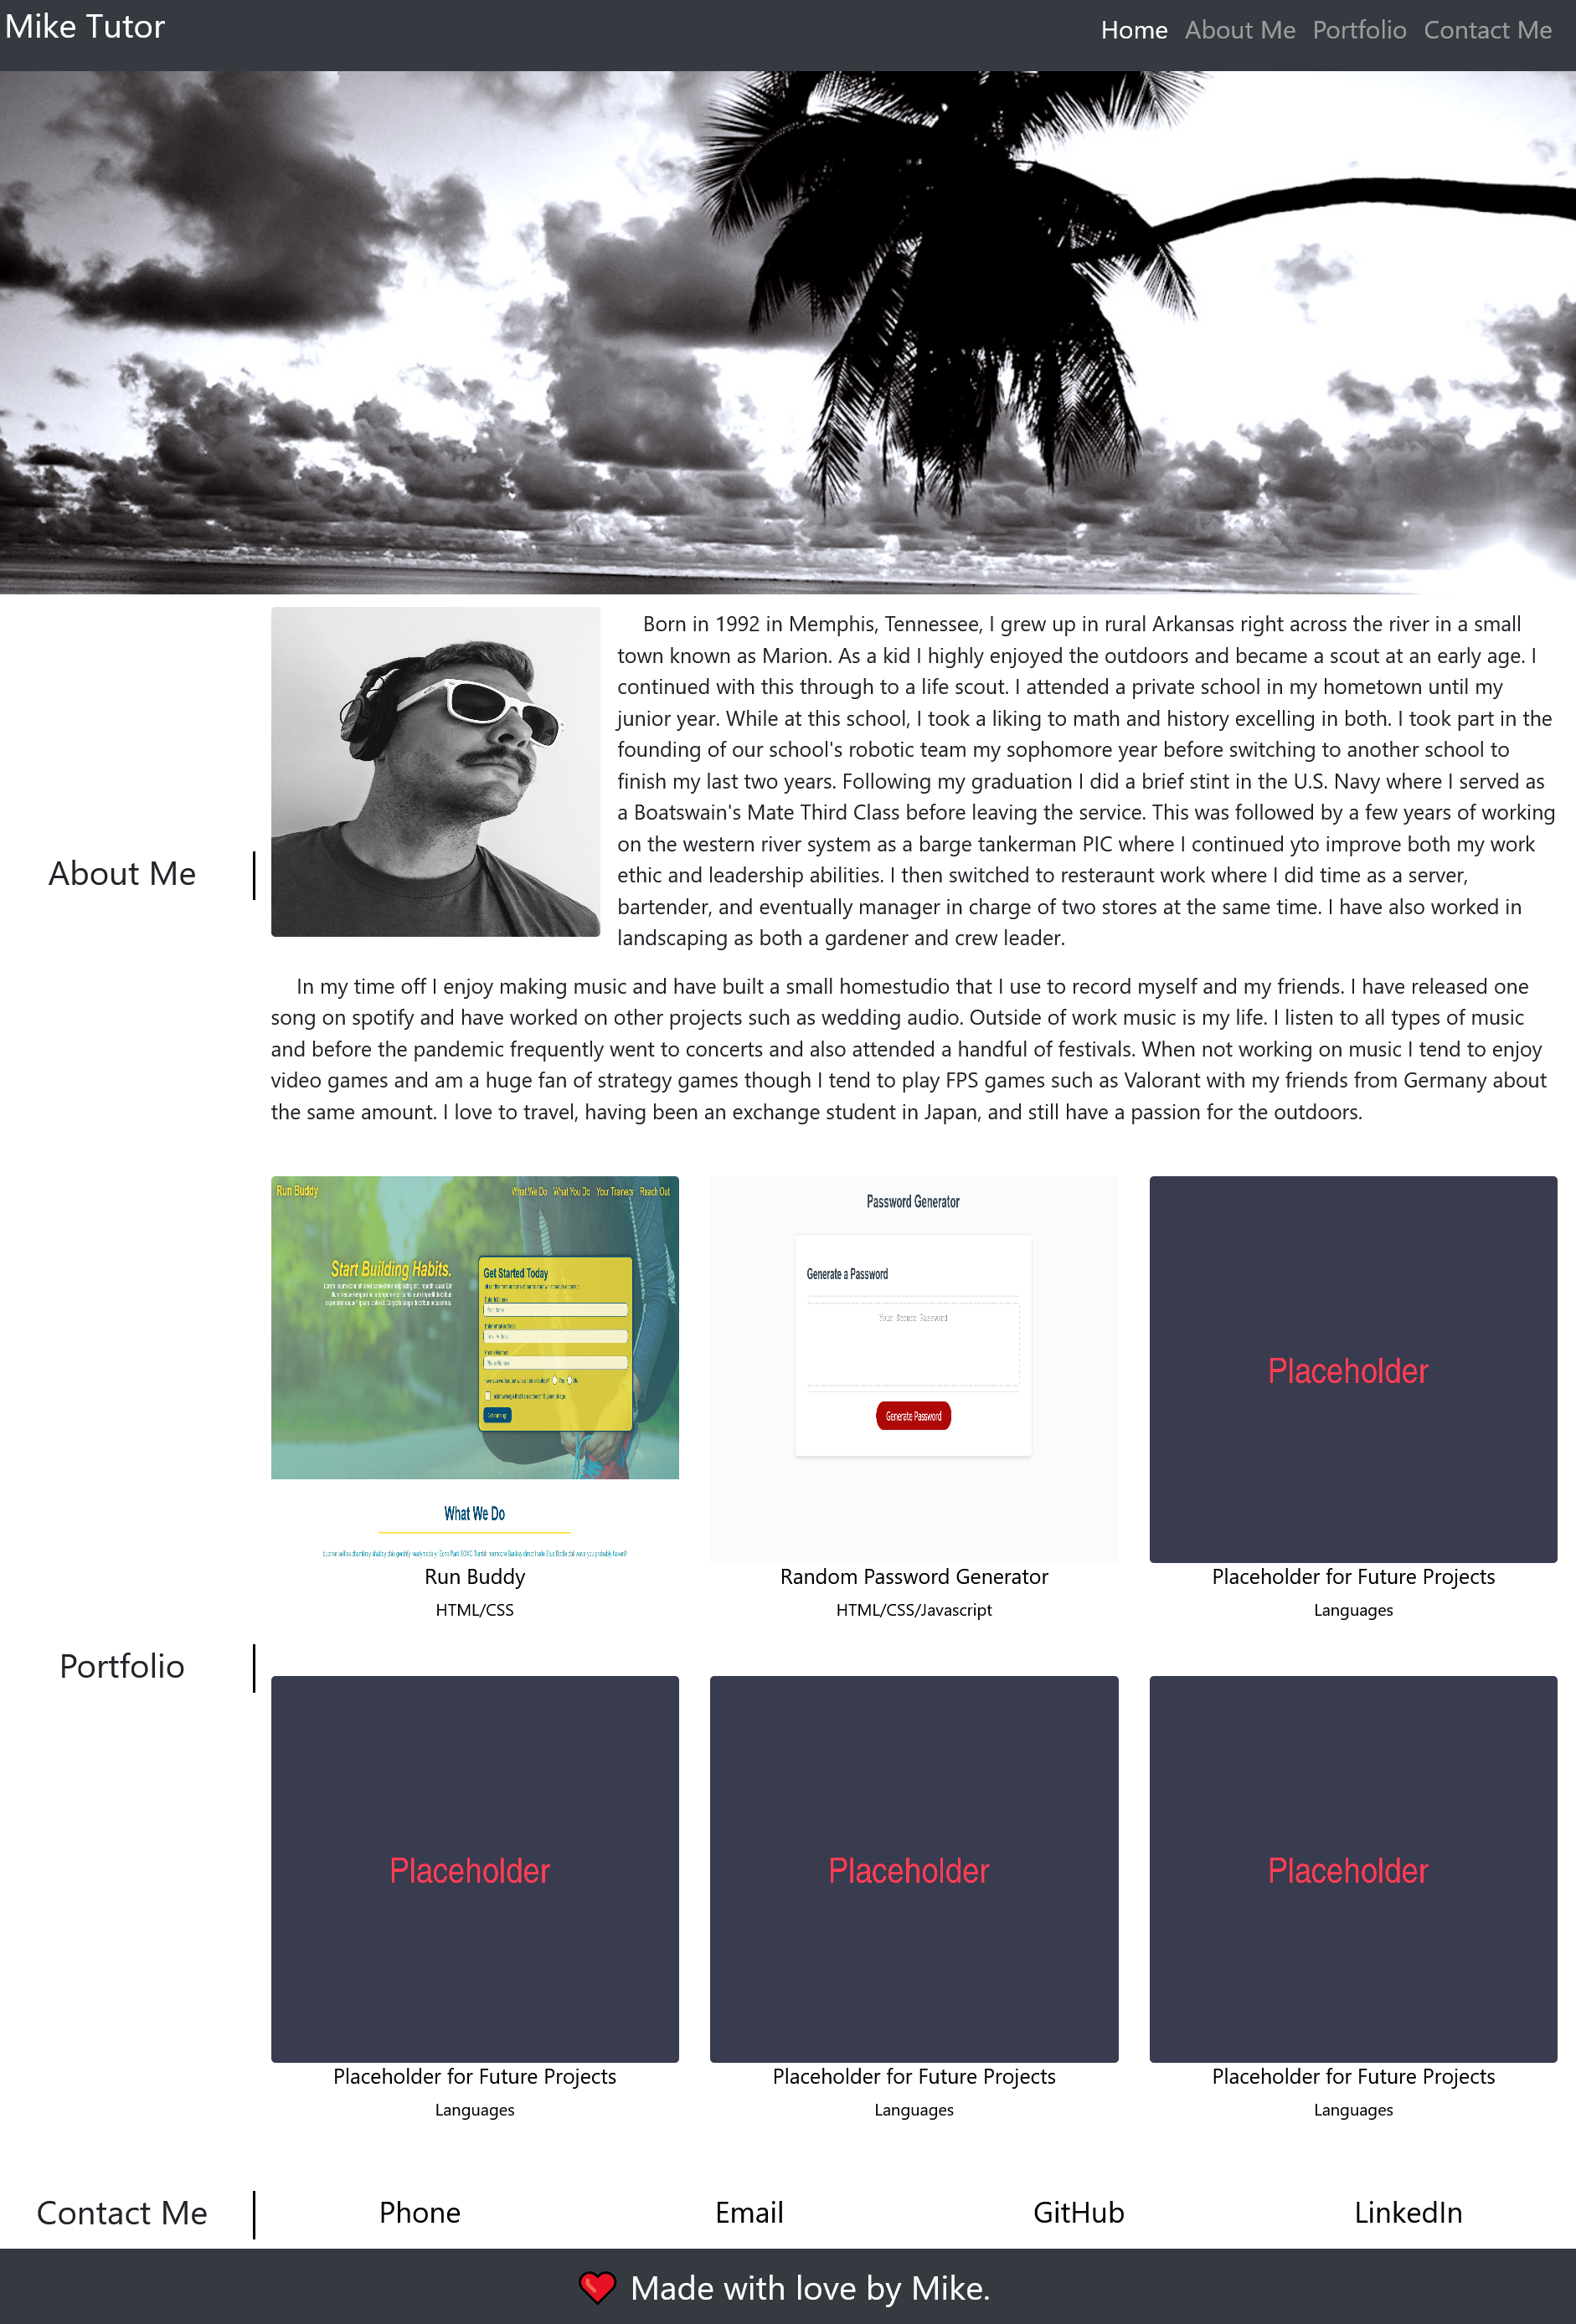 Mike Tutor
Home About Me Portfolio Contact Me
Born in 1992 in Memphis, Tennessee, I grew up in rural Arkansas right across the river in a small
town known as Marion. As a kid I highly enjoyed the outdoors and became a scout at an early age. I
continued with this through to a life scout. I attended a private school in my hometown until my
junior year. While at this school, I took a liking to math and history excelling in both. I took part in the
founding of our school's robotic team my sophomore year before switching to another school to
finish my last two years. Following my graduation I did a brief stint in the U.S. Navy where I served as
a Boatswain's Mate Third Class before leaving the service. This was followed by a few years of working
on the western river system as a barge tankerman PIC where I continued yto improve both my work
ethic and leadership abilities. I then switched to resteraunt work where I did time as a server,
bartender, and eventually manager in charge of two stores at the same time. I have also worked in
landscaping as both a gardener and crew leader.
About Me
In my time off I enjoy making music and have built a small homestudio that I use to record myself and my friends. I have released one
song on spotify and have worked on other projects such as wedding audio. Outside of work music is my life. I listen to all types of music
and before the pandemic frequently went to concerts and also attended a handful of festivals. When not working on music I tend to enjoy
video games and am a huge fan of strategy games though I tend to play FPS games such as Valorant with my friends from Germany about
the same amount. I love to travel, having been an exchange student in Japan, and still have a passion for the outdoors.
Run Buddy
What We Do What You Do Your Trainers Reach Out
Start Building Habits.
Get Started Today
What We Do
Run Buddy
HTML/CSS
Password Generator
Generate a Password
Your Secure Password
Generate Password
Random Password Generator
HTML/CSS/Javascript
Placeholder
Placeholder for Future Projects
Languages
Portfolio
Placeholder
Placeholder for Future Projects
Languages
Placeholder
Placeholder for Future Projects
Languages
Placeholder
Placeholder for Future Projects
Languages
Contact Me
Phone
Email
GitHub
LinkedIn
Made with love by Mike.